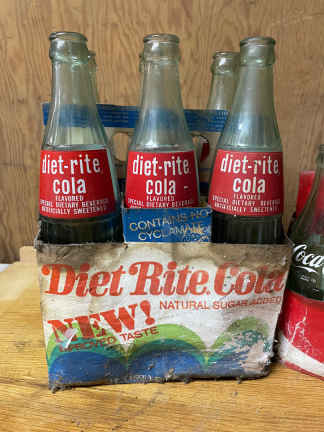 diet-rite
cola
FLAVORED
SPECIAL DIETARY BEVERAGE
ARTIFICIALLY SWEETENED
diet-rite
cola
FLAVORED
SPECIAL DIETARY BEVERAGE
ARTIFICIALLY SWEETENED
diet-rite
cola
FLAVORED
SPECIAL DIETARY BEVERAGE
ARTIFICIALLY SWEETENED
CONTAINS NO
Diet Rite Cola
NATURAL SUGAR ADDED
NEW!
TASTE
Coca